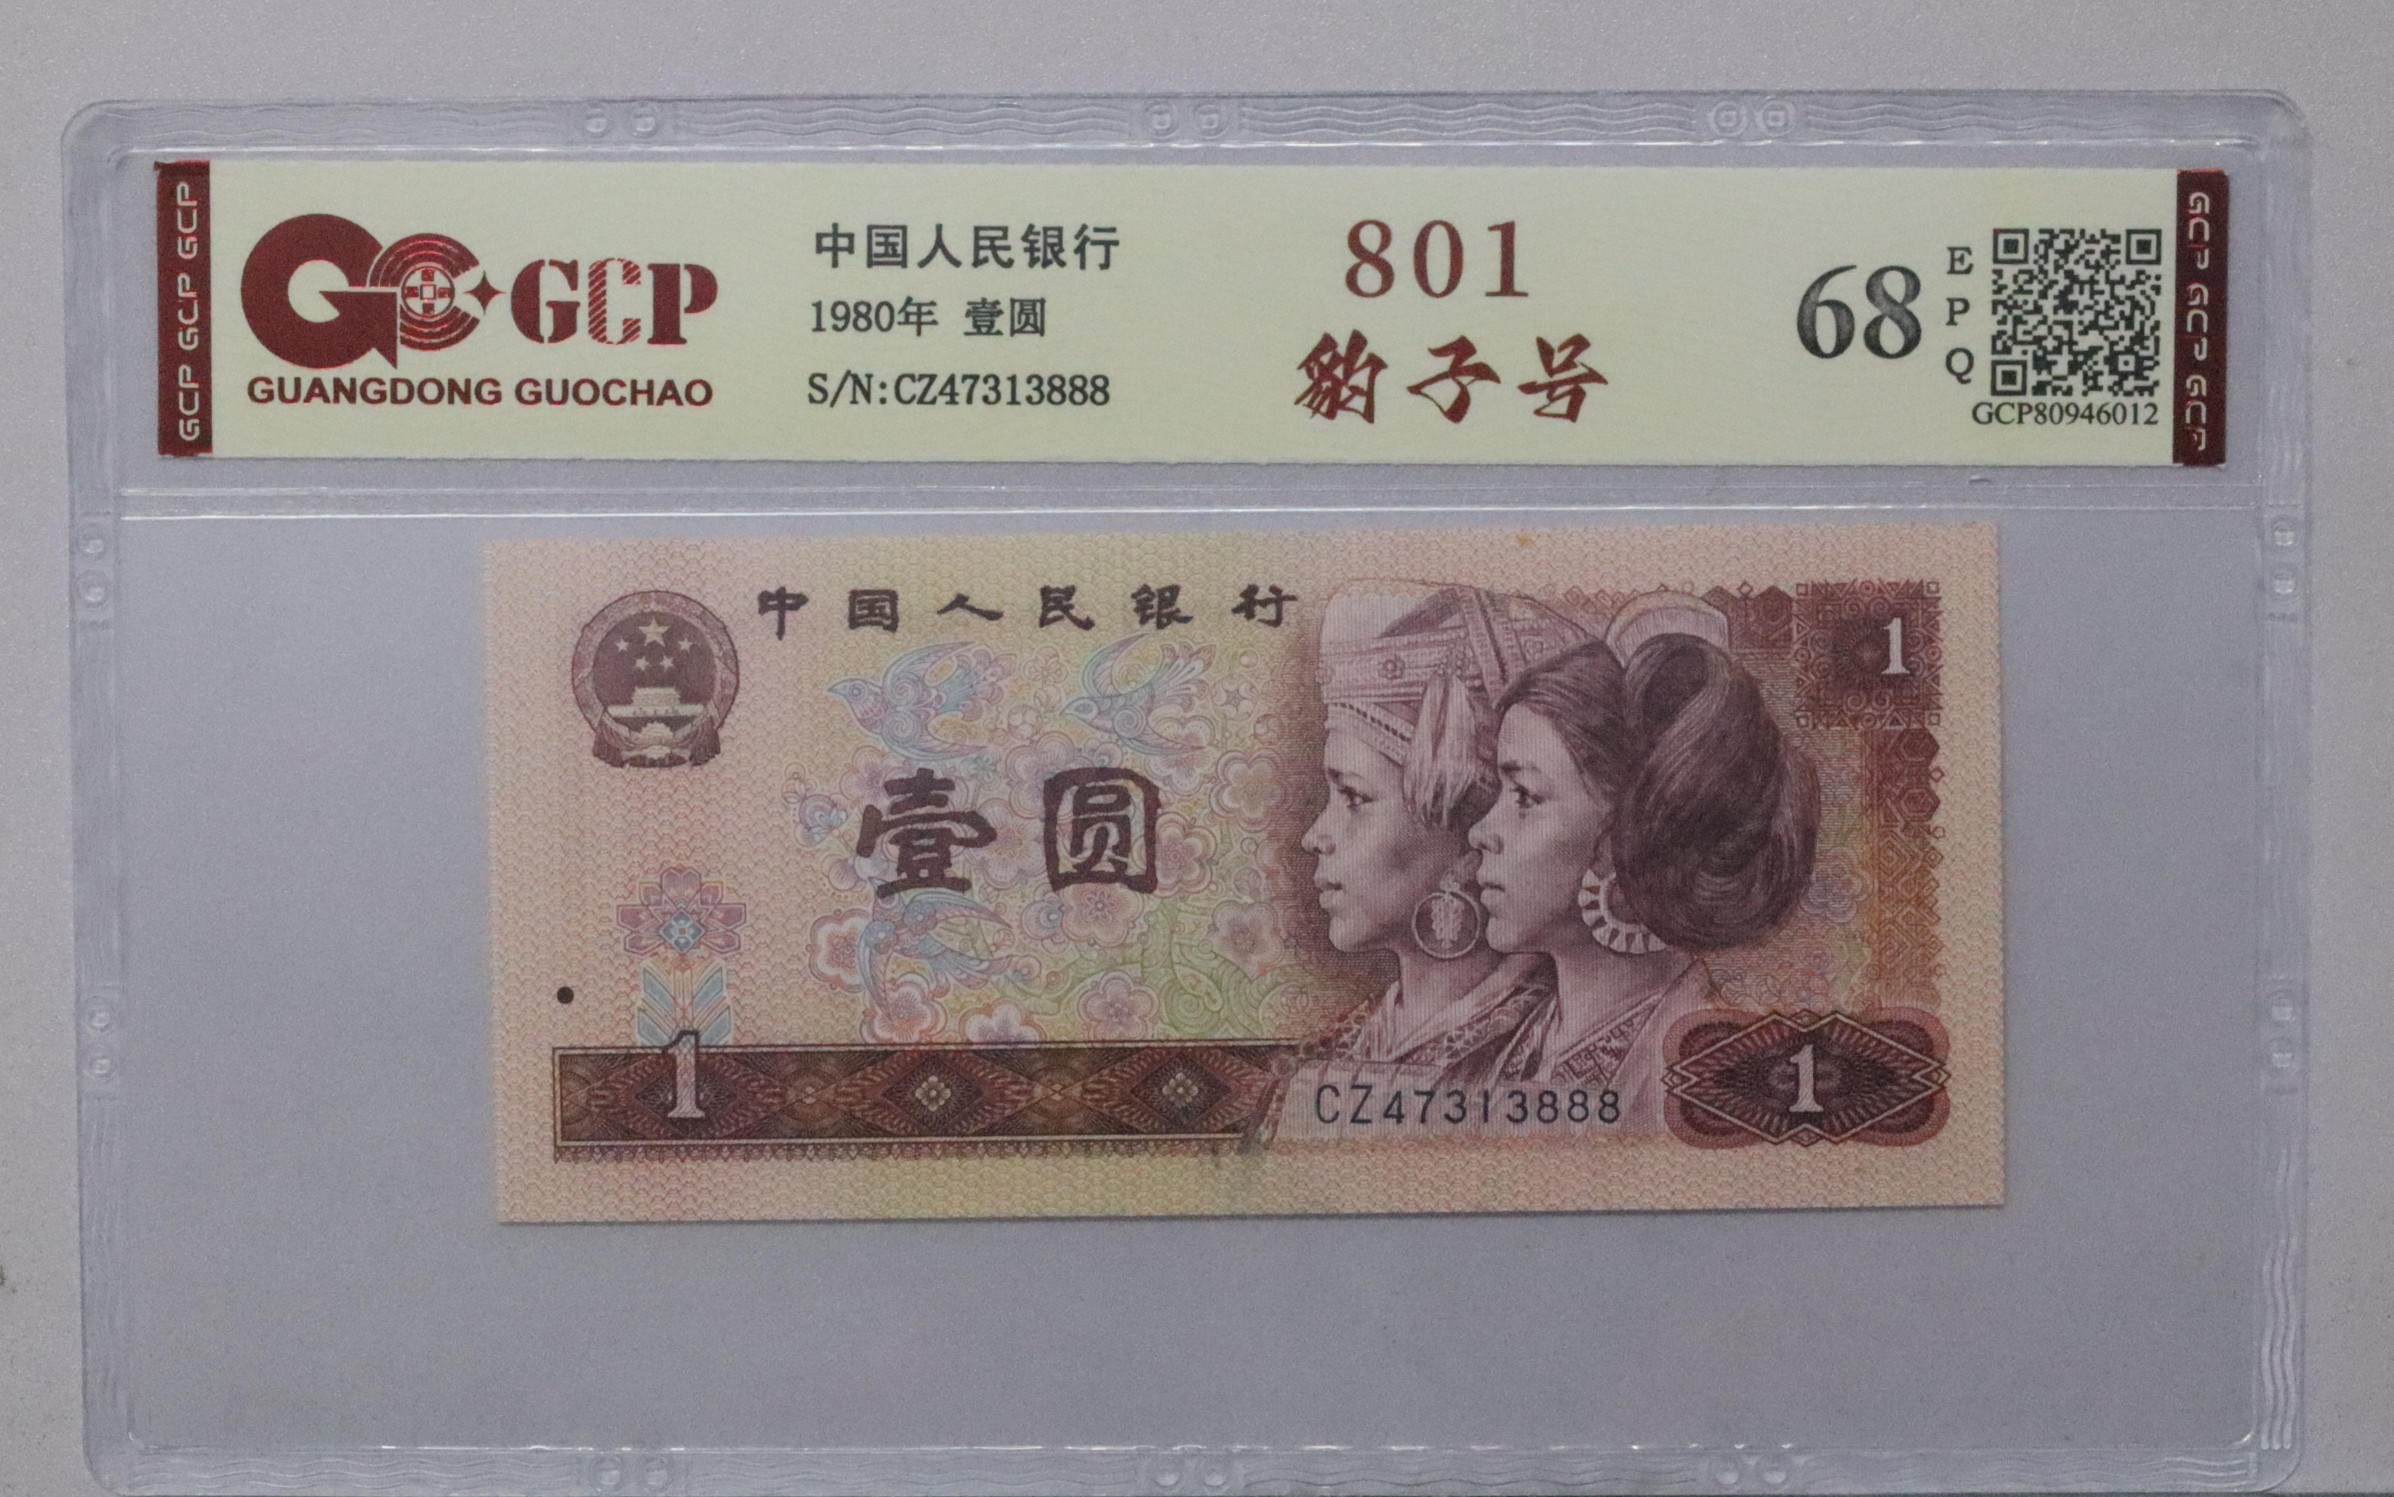 GCP GCP GCP
GCP
GUANGDONG GUOCHAO
中国人民银行
1980年 壹圆
S/N:CZ47313888
801
豹子号
68
EPQ
GCP80946012
GCP GCP GCP
中国人民银行
1
壹圆
1
CZ47313888
1